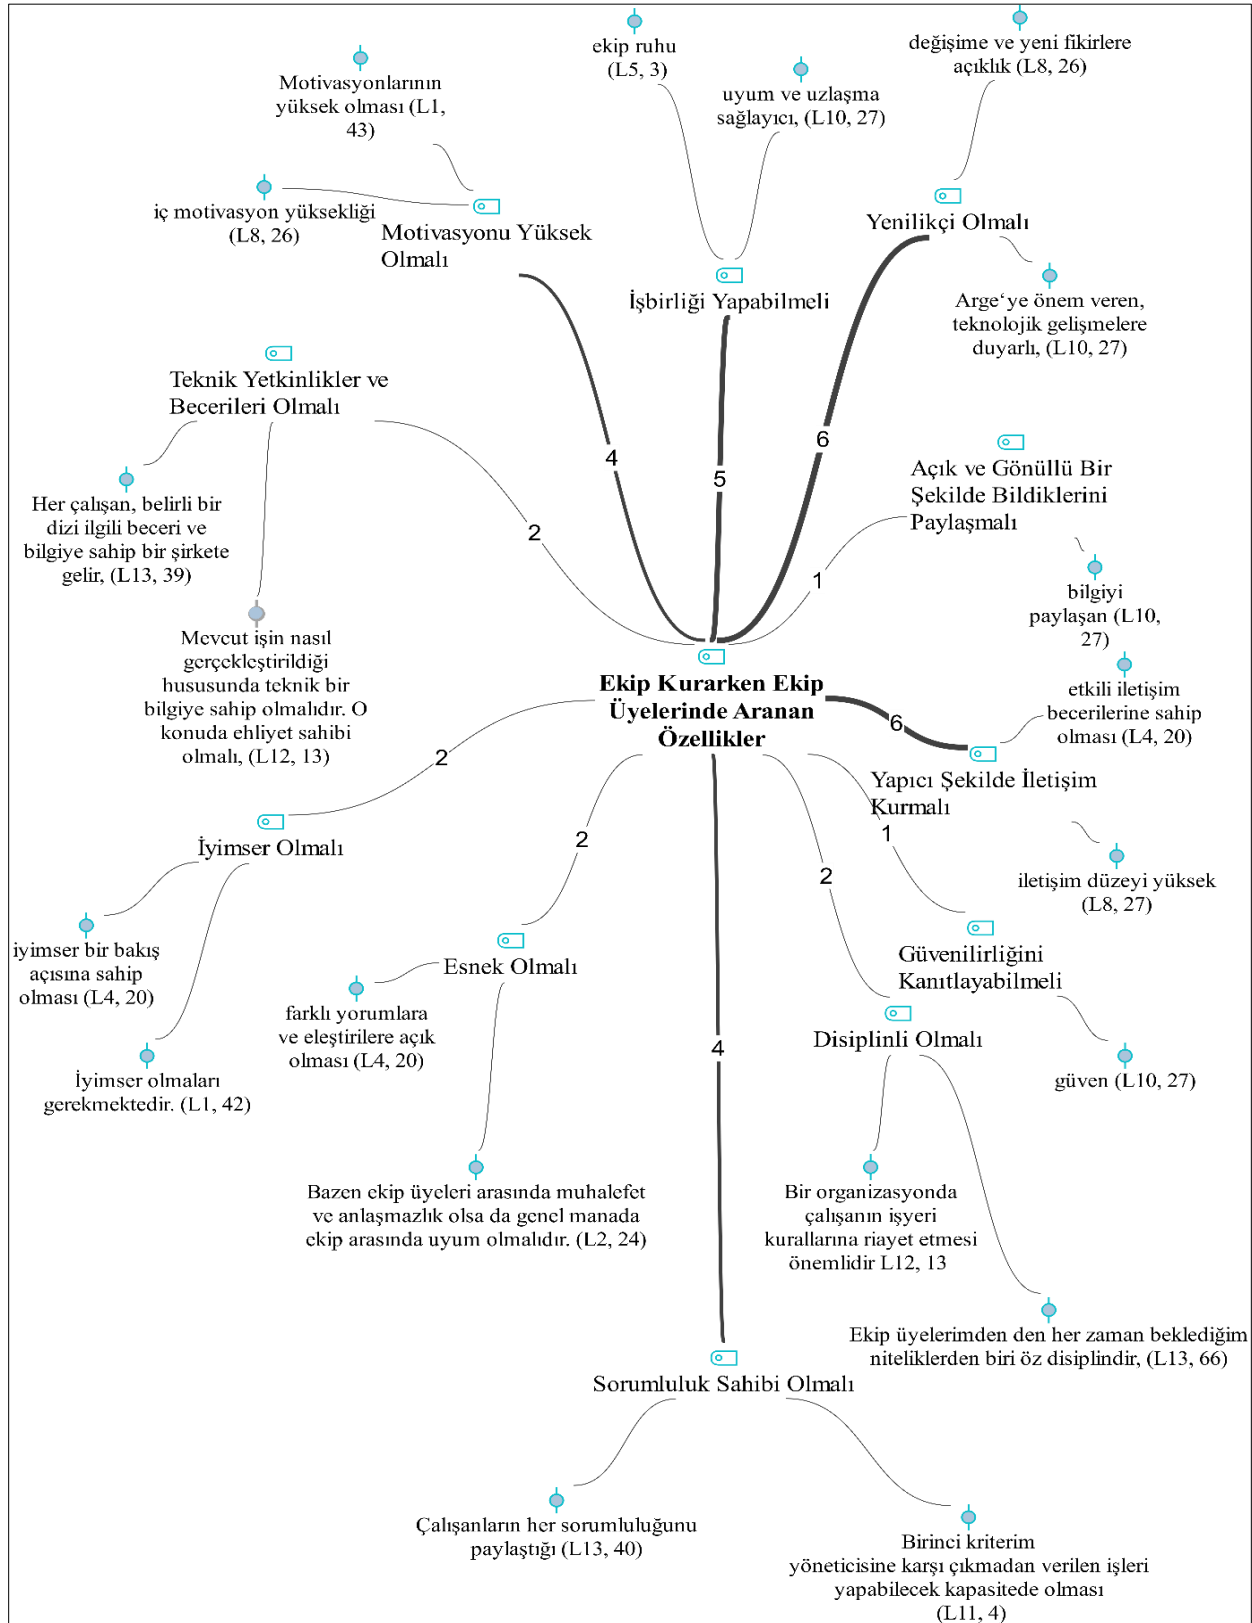 ekip ruhu
(L5, 3)
değişime ve yeni fikirlere
açıklık (L8, 26)
Motivasyonlarının
yüksek olması (L1,
43)
uyum ve uzlaşma
sağlayıcı, (L10, 27)
iç motivasyon yüksekliği
(L8, 26)
Motivasyonu Yüksek
Olmalı
Yenilikçi Olmalı
İşbirliği Yapabilmeli
Arge‘ye önem veren,
teknolojik gelişmelere
duyarlı, (L10, 27)
Teknik Yetkinlikler ve
Becerileri Olmalı
4
5
6
Açık ve Gönüllü Bir
Şekilde Bildiklerini
Paylaşmalı
Her çalışan, belirli bir
dizi ilgili beceri ve
bilgiye sahip bir şirkete
gelir, (L13, 39)
2
1
bilgiyi
paylaşan (L10,
27)
Mevcut işin nasıl
gerçekleştirildiği
hususunda teknik bir
bilgiye sahip olmalıdır. O
konuda ehliyet sahibi
olmalı, (L12, 13)
Ekip Kurarken Ekip
Üyelerinde Aranan
Özellikler
etkili iletişim
becerilerine sahip
olması (L4, 20)
6
2
Yapıcı Şekilde İletişim
Kurmalı
İyimser Olmalı
2
1
2
iletişim düzeyi yüksek
(L8, 27)
iyimser bir bakış
açısına sahip
olması (L4, 20)
Esnek Olmalı
Güvenilirliğini
Kanıtlayabilmeli
farklı yorumlara
ve eleştirilere açık
olması (L4, 20)
4
Disiplinli Olmalı
İyimser olmaları
gerekmektedir. (L1, 42)
güven (L10, 27)
Bazen ekip üyeleri arasında muhalefet
ve anlaşmazlık olsa da genel manada
ekip arasında uyum olmalıdır. (L2, 24)
Bir organizasyonda
çalışanın işyeri
kurallarına riayet etmesi
önemlidir L12, 13
Ekip üyelerimden den her zaman beklediğim
niteliklerden biri öz disiplindir, (L13, 66)
Sorumluluk Sahibi Olmalı
Çalışanların her sorumluluğunu
paylaştığı (L13, 40)
Birinci kriterim
yöneticisine karşı çıkmadan verilen işleri
yapabilecek kapasitede olması
(L11, 4)